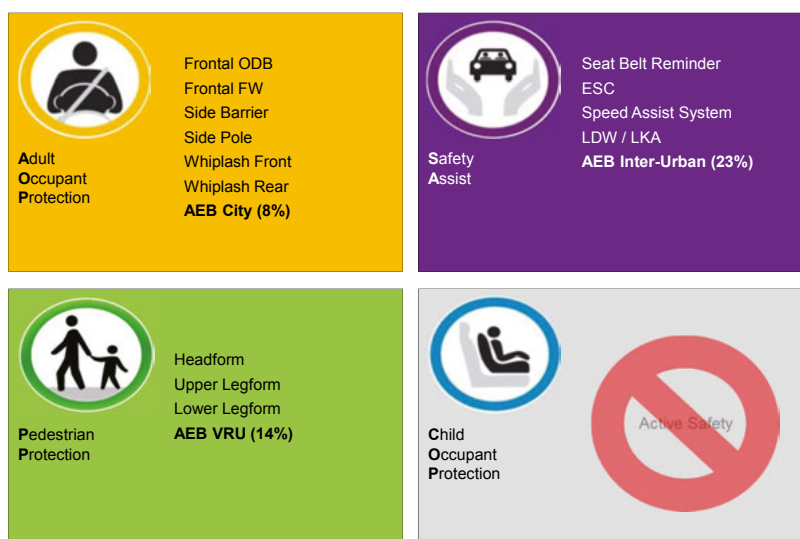 Adult
Occupant
Protection
Frontal ODB
Frontal FW
Side Barrier
Side Pole
Whiplash Front
Whiplash Rear
AEB City (8%)
Safety
Assist
Seat Belt Reminder
ESC
Speed Assist System
LDW / LKA
AEB Inter-Urban (23%)
Pedestrian
Protection
Headform
Upper Legform
Lower Legform
AEB VRU (14%)
Child
Occupant
Protection
Active Safety